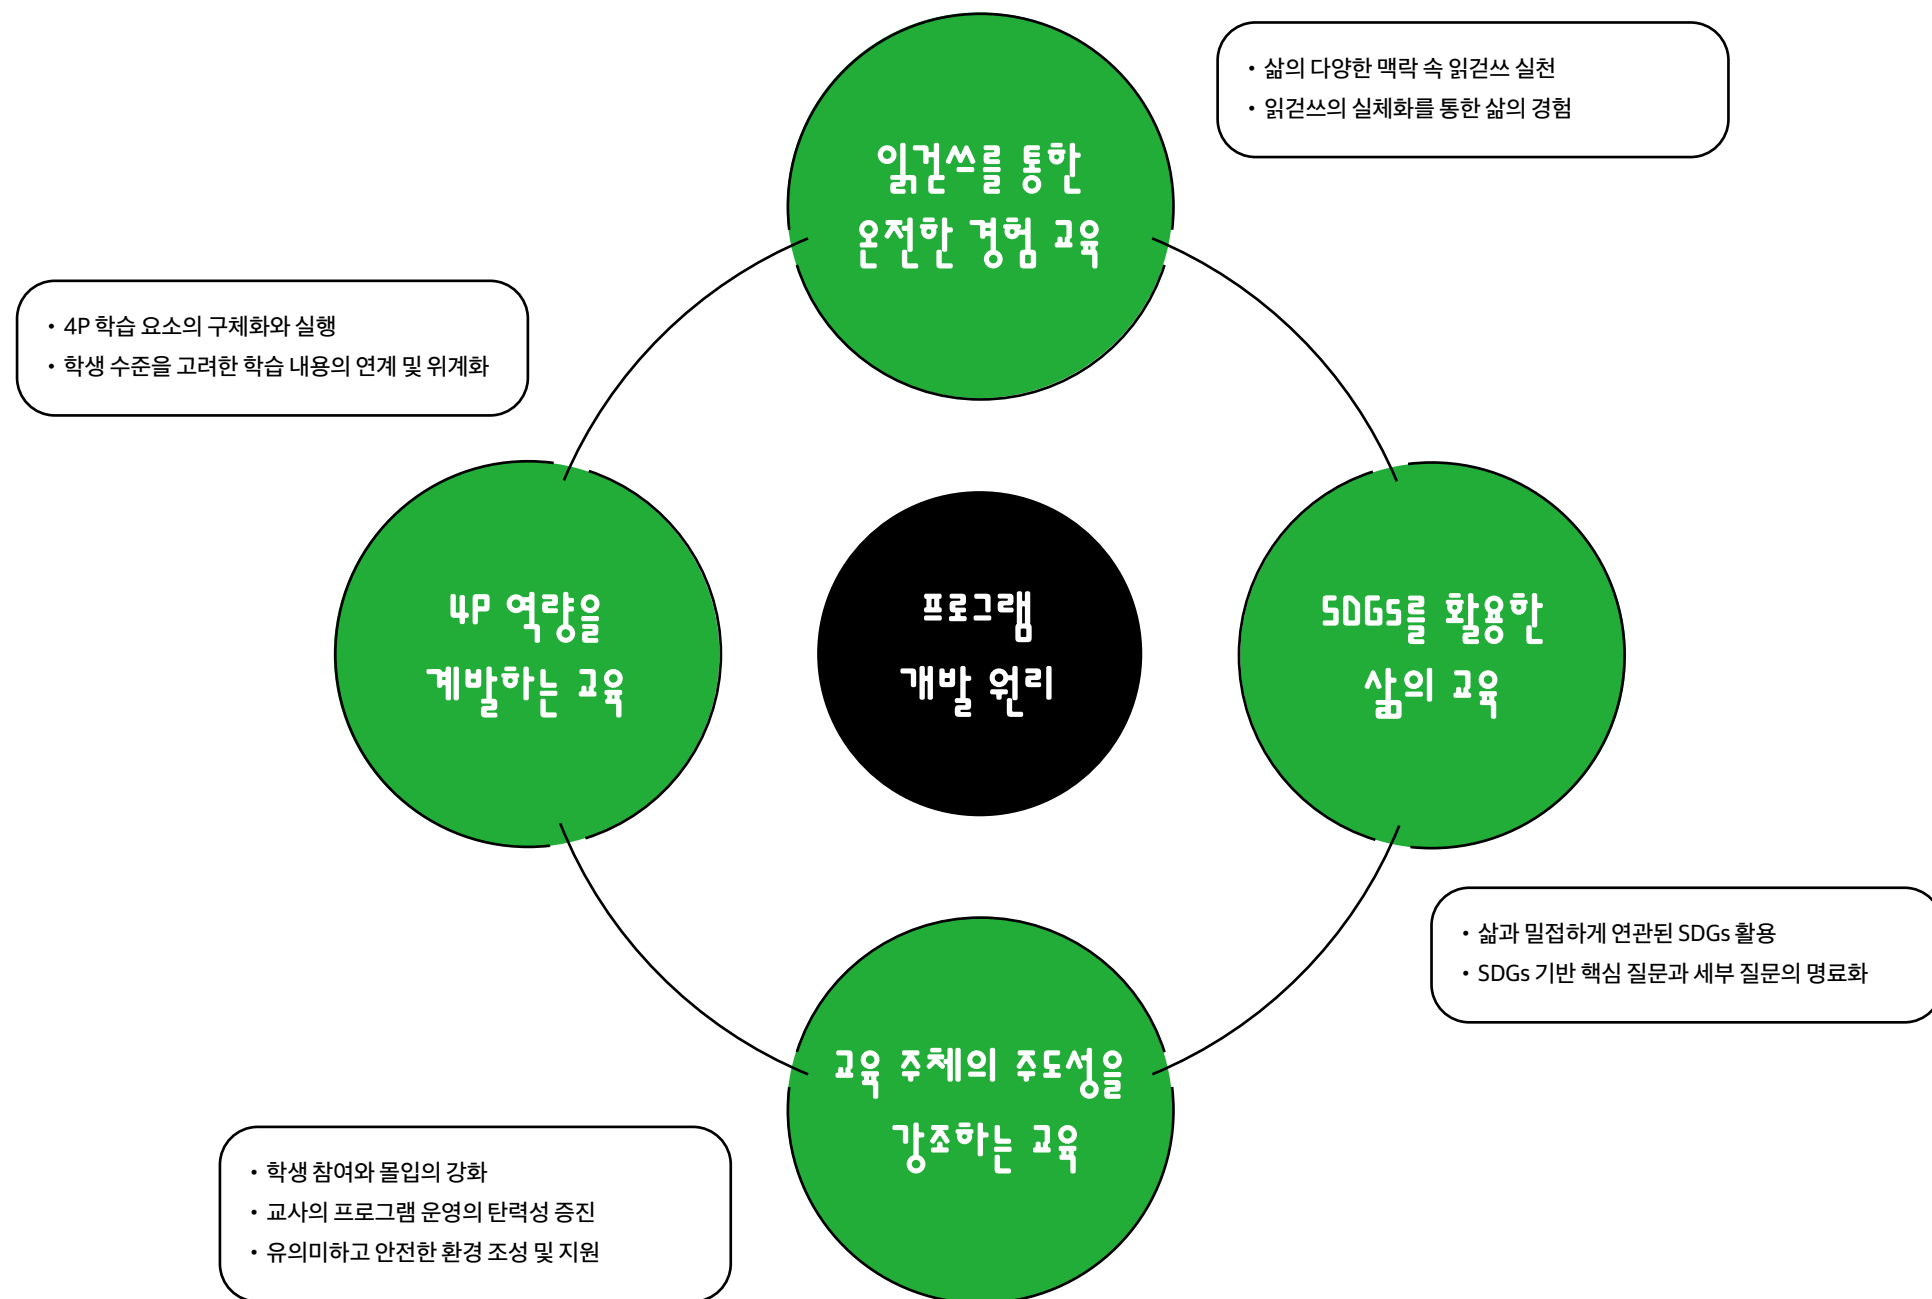 읽걷쓰를 통한
온전한 경험 교육
• 삶의 다양한 맥락 속 읽걷쓰 실천
• 읽걷쓰의 실체화를 통한 삶의 경험
• 4P 학습 요소의 구체화와 실행
• 학생 수준을 고려한 학습 내용의 연계 및 위계화
4P 역량을
계발하는 교육
프로그램
개발 원리
SDGs를 활용한
삶의 교육
• 삶과 밀접하게 연관된 SDGs 활용
• SDGs 기반 핵심 질문과 세부 질문의 명료화
교육 주체의 주도성을
강조하는 교육
• 학생 참여와 몰입의 강화
• 교사의 프로그램 운영의 탄력성 증진
• 유의미하고 안전한 환경 조성 및 지원